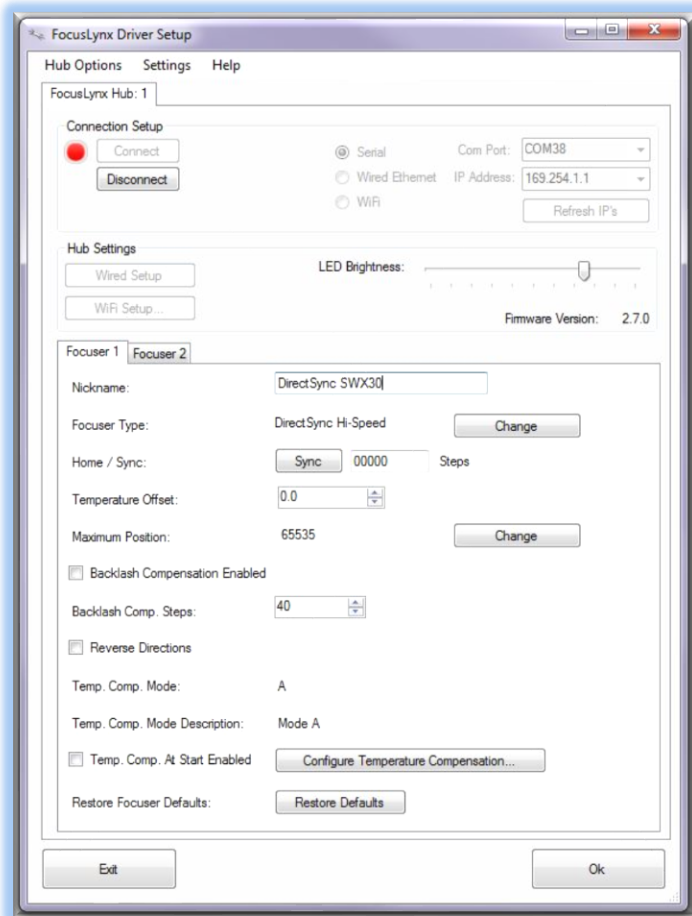 FocusLynx Driver Setup
Hub Options Settings Help
FocusLynx Hub: 1
Connection Setup
Connect Serial Com Port: COM38
Disconnect Wired Ethernet IP Address: 169.254.1.1
WiFi Refresh IP's
Hub Settings
Wired Setup LED Brightness:
WiFi Setup...
Firmware Version: 2.7.0
Focuser 1 Focuser 2
Nickname: DirectSync SWX30
Focuser Type: DirectSync Hi-Speed Change
Home / Sync: Sync 00000 Steps
Temperature Offset: 0.0
Maximum Position: 65535 Change
Backlash Compensation Enabled
Backlash Comp. Steps: 40
Reverse Directions
Temp. Comp. Mode: A
Temp. Comp. Mode Description: Mode A
Temp. Comp. At Start Enabled Configure Temperature Compensation...
Restore Focuser Defaults: Restore Defaults
Exit Ok